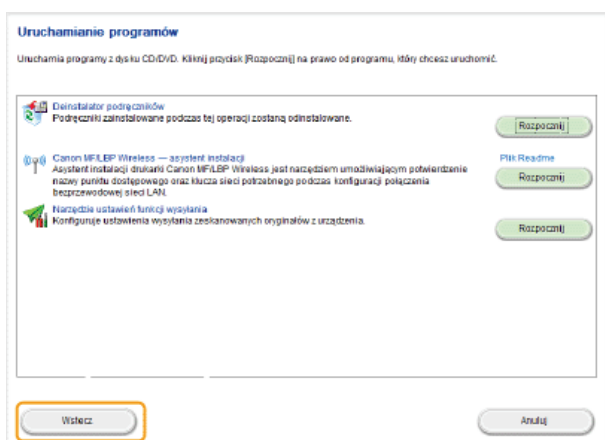 Uruchamianie programów
Uruchamia programy z dysku CD/DVD. Kliknij przycisk [Rozpocznij] na prawo od programu, który chcesz uruchomić.
Deinstalator podręczników
Podręczniki zainstalowane podczas tej operacji zostaną odinstalowane.
Rozpocznij
Canon MF/LBP Wireless — asystent instalacji
Plik Readme
Asystent instalacji drukarki Canon MF/LBP Wireless jest narzędziem umożliwiającym potwierdzenie
nazwy punktu dostępowego oraz klucza sieci potrzebnego podczas konfiguracji połączenia
bezprzewodowej sieci LAN.
Rozpocznij
Narzędzie ustawień funkcji wysyłania
Konfiguruje ustawienia wysyłania zeskanowanych oryginałów z urządzenia.
Rozpocznij
Wstecz
Anuluj